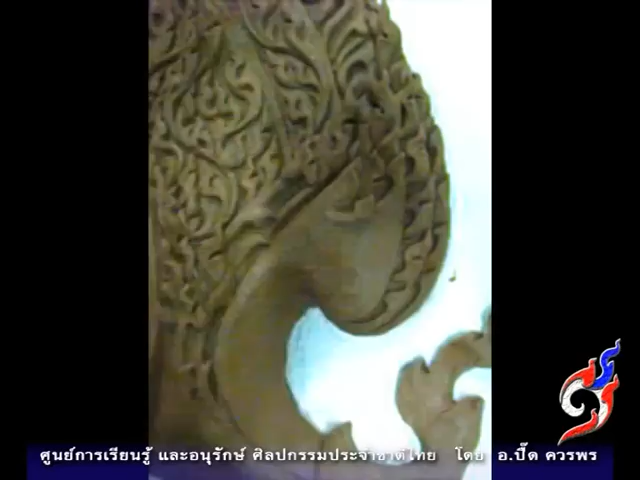 ศูนย์การเรียนรู้ และอนุรักษ์ ศิลปกรรมประจำชาติไทย โดย อ.ปี๊ด ควรพร